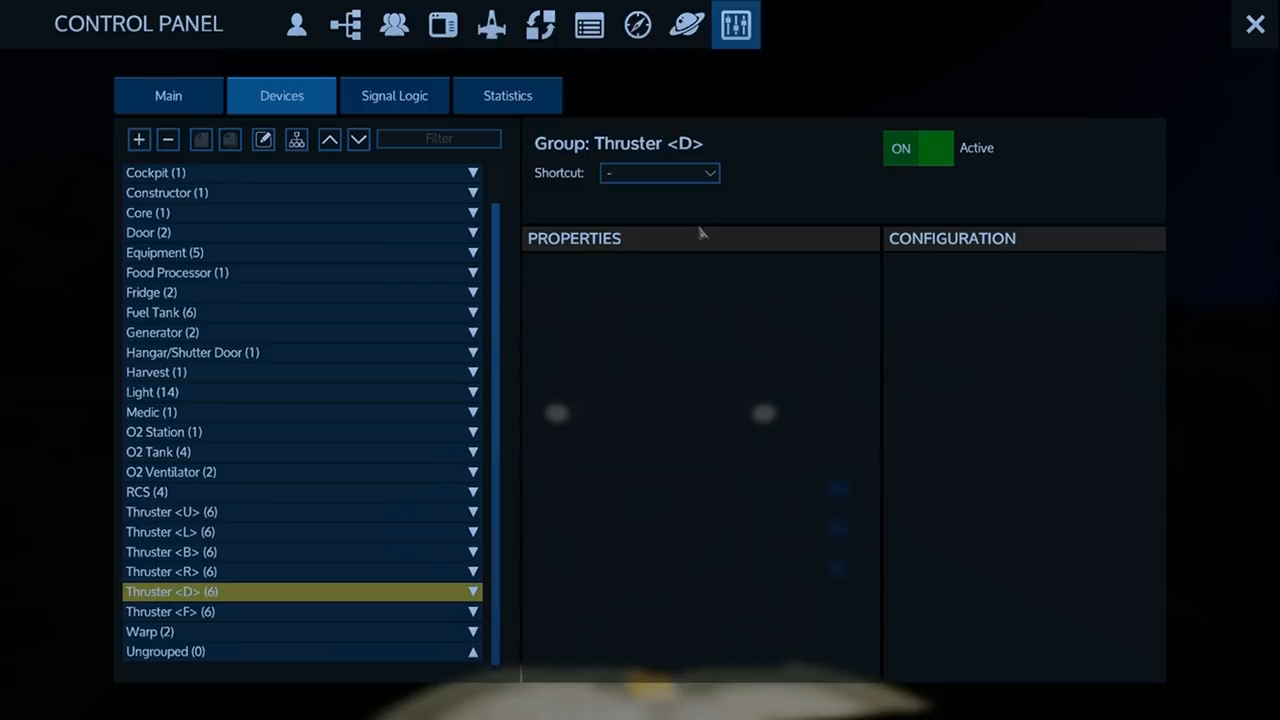 CONTROL PANEL
Main
Devices
Signal Logic
Statistics
Filter
Cockpit (1)
Constructor (1)
Core (1)
Door (2)
Equipment (5)
Food Processor (1)
Fridge (2)
Fuel Tank (6)
Generator (2)
Hangar/Shutter Door (1)
Harvest (1)
Light (14)
Medic (1)
O2 Station (1)
O2 Tank (4)
O2 Ventilator (2)
RCS (4)
Thruster <U> (6)
Thruster <L> (6)
Thruster <B> (6)
Thruster <R> (6)
Thruster <D> (6)
Thruster <F> (6)
Warp (2)
Ungrouped (0)
Group: Thruster <D>
Shortcut: -
ON Active
PROPERTIES
CONFIGURATION